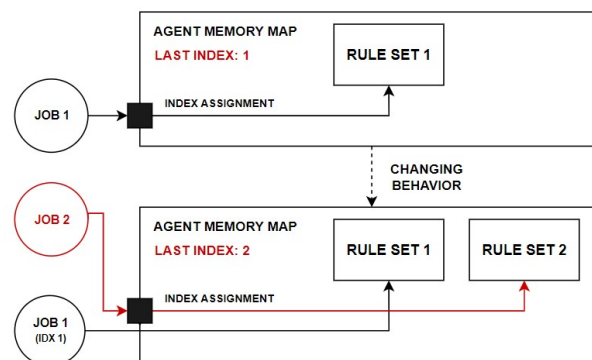 AGENT MEMORY MAP
LAST INDEX: 1
RULE SET 1
INDEX ASSIGNMENT
JOB 1
CHANGING
BEHAVIOR
JOB 2
AGENT MEMORY MAP
LAST INDEX: 2
RULE SET 1
RULE SET 2
INDEX ASSIGNMENT
JOB 1
(IDX 1)